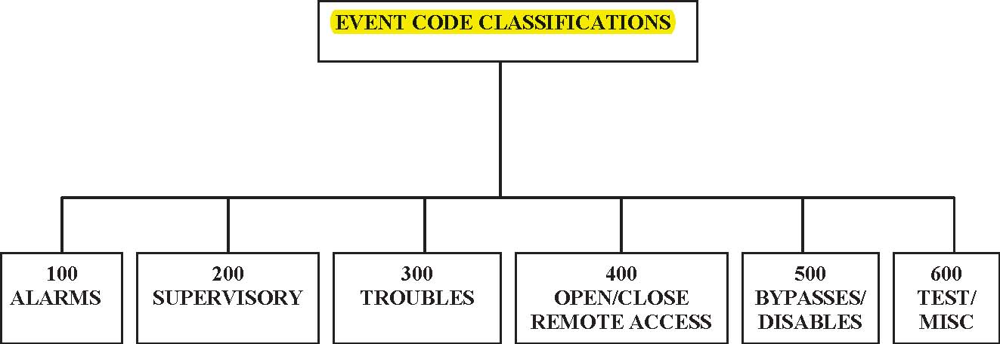 EVENT CODE CLASSIFICATIONS
100
ALARMS
200
SUPERVISORY
300
TROUBLES
400
OPEN/CLOSE
REMOTE ACCESS
500
BYPASSES/
DISABLES
600
TEST/
MISC